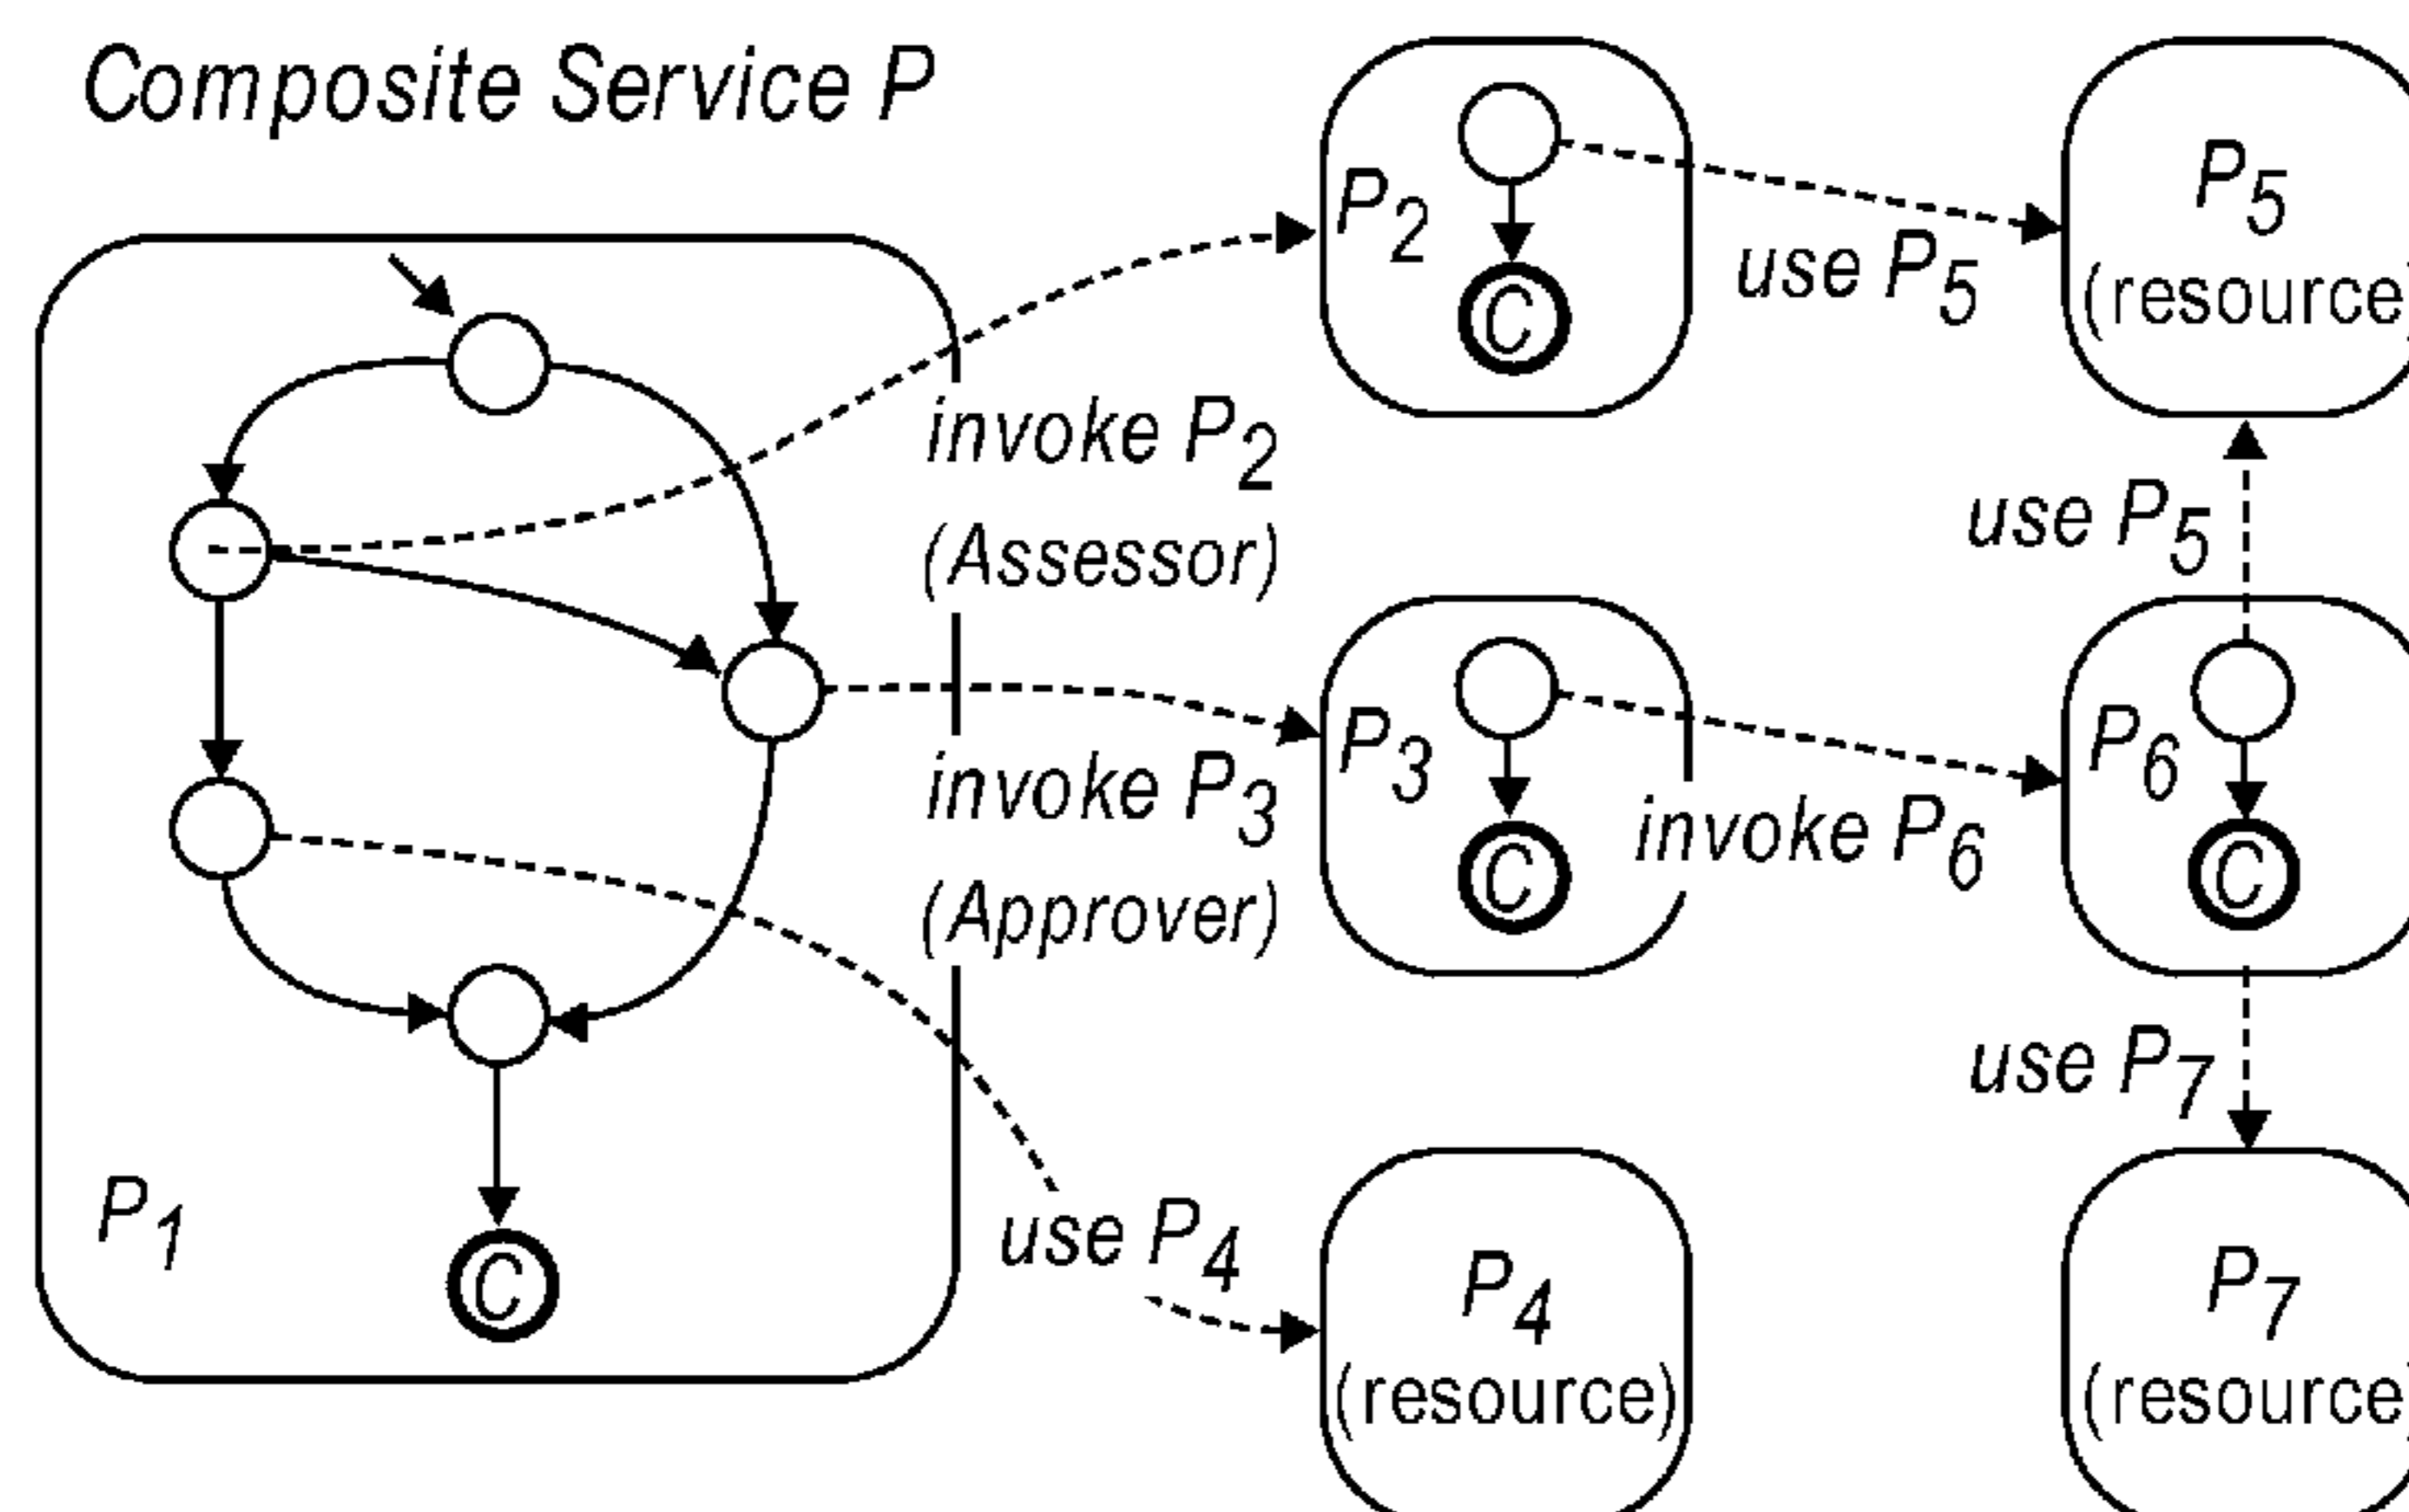 Composite Service P
P1
C
invoke P2
(Assessor)
invoke P3
(Approver)
use P4
P2
C
use P5
P5
(resource)
use P5
P3
C
invoke P6
P6
C
use P7
P4
(resource)
P7
(resource)